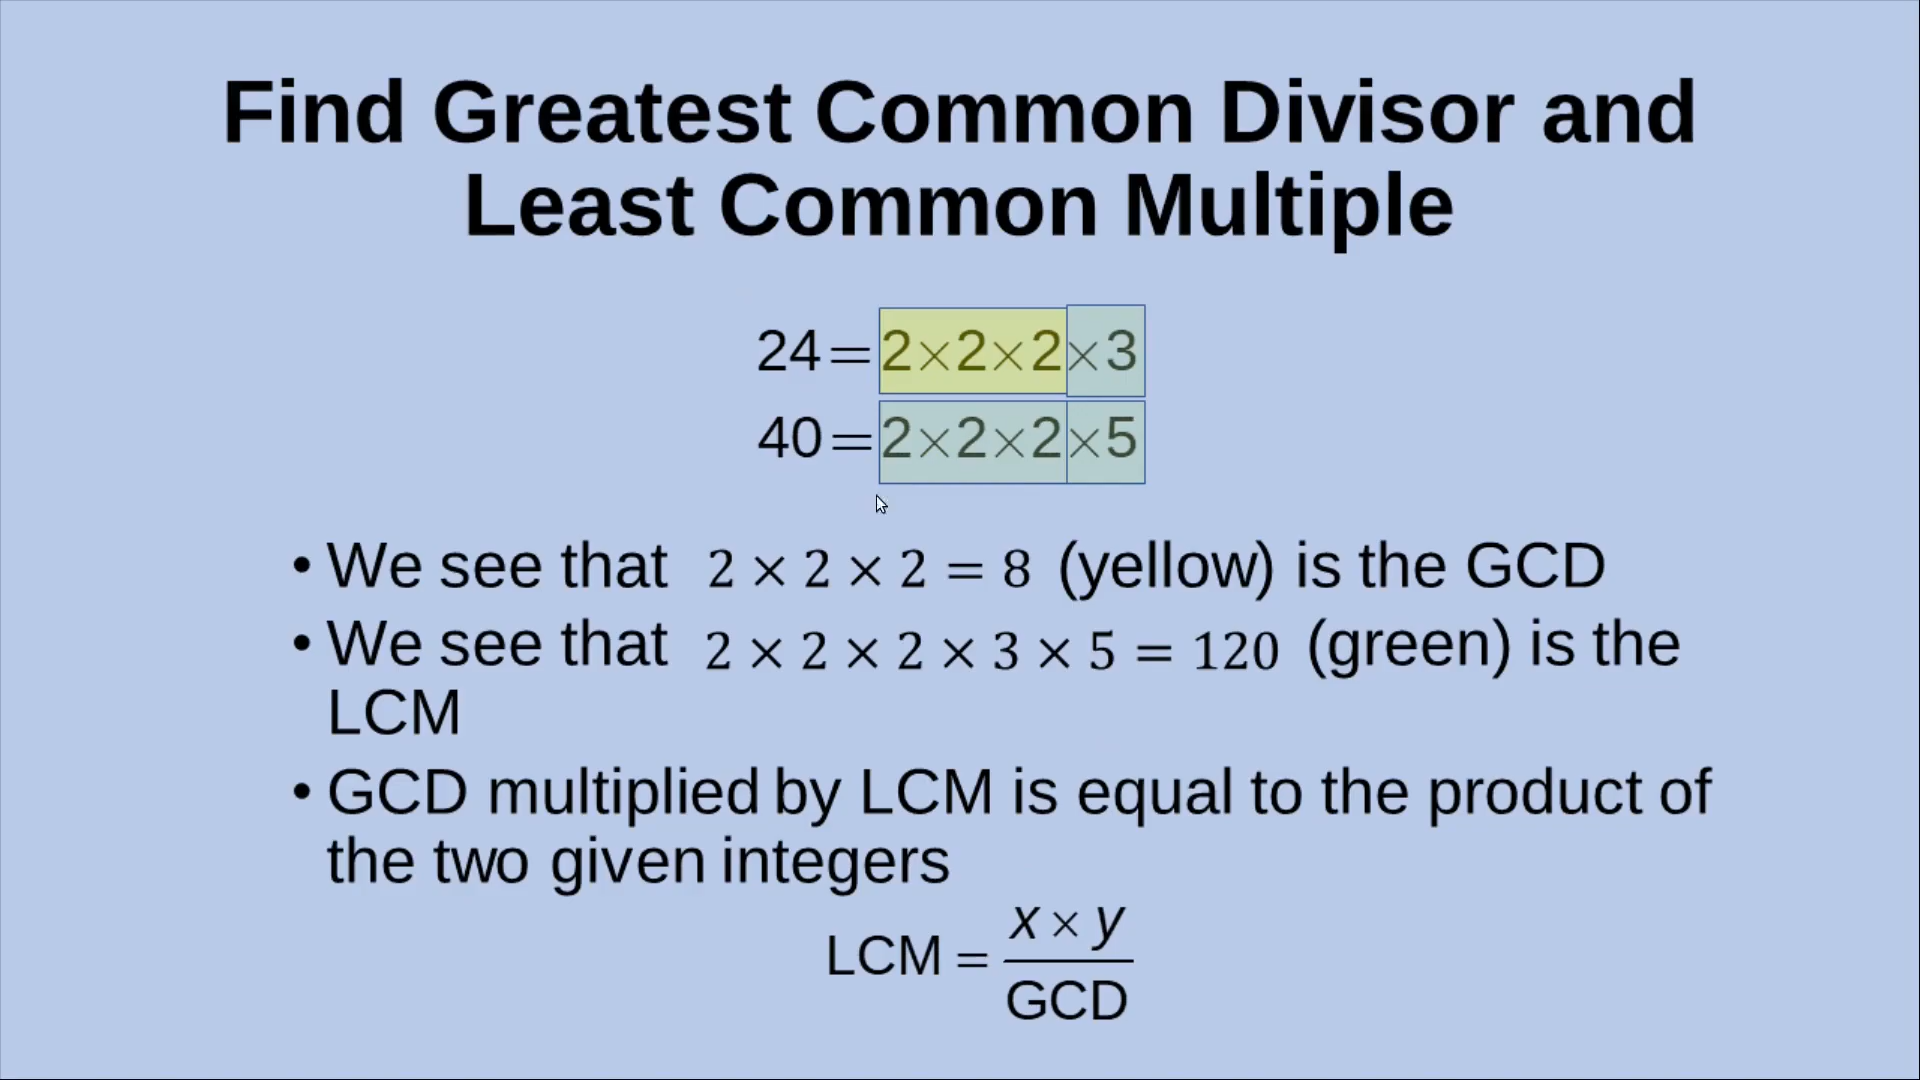 Find Greatest Common Divisor and
Least Common Multiple
24=2×2×2×3
40=2×2×2×5
• We see that 2 × 2 × 2 = 8 (yellow) is the GCD
• We see that 2 × 2 × 2 × 3 × 5 = 120 (green) is the
LCM
• GCD multiplied by LCM is equal to the product of
the two given integers
x × y
LCM =
GCD